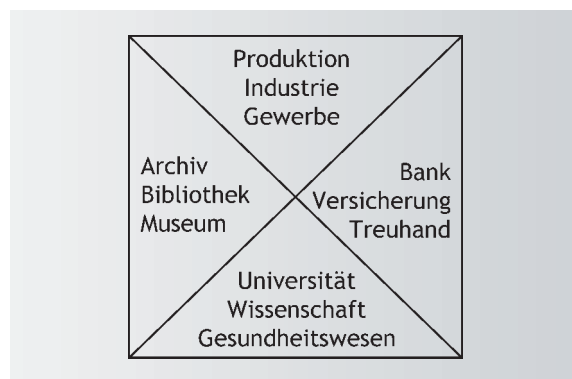 Produktion
Industrie
Gewerbe
Archiv
Bibliothek
Museum
Bank
Versicherung
Treuhand
Universität
Wissenschaft
Gesundheitswesen